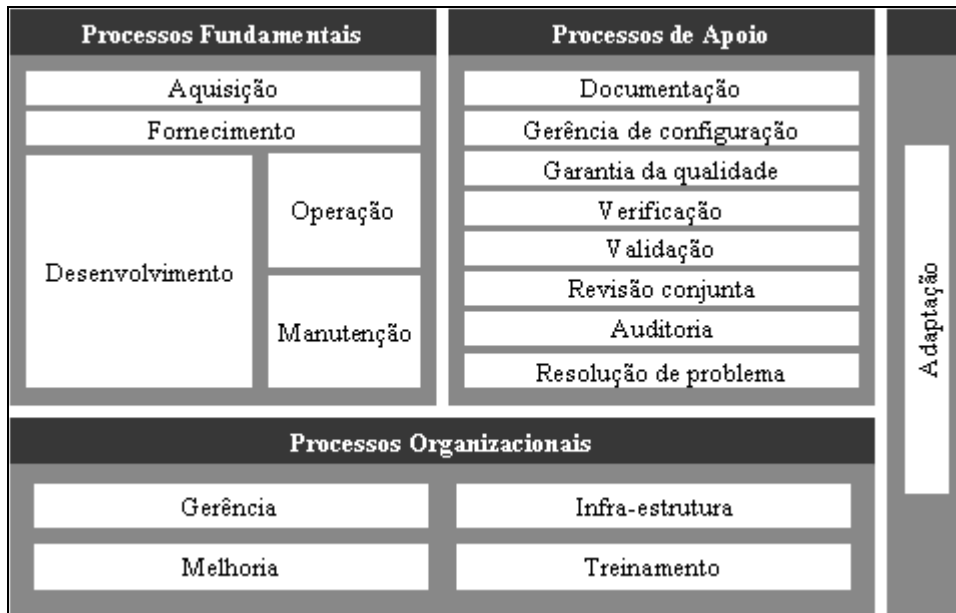 Processos Fundamentais
Aquisição
Fornecimento
Desenvolvimento
Operação
Manutenção
Processos de Apoio
Documentação
Gerência de configuração
Garantia da qualidade
Verificação
Validação
Revisão conjunta
Auditoria
Resolução de problema
Processos Organizacionais
Gerência
Infra-estrutura
Melhoria
Treinamento
Adaptação